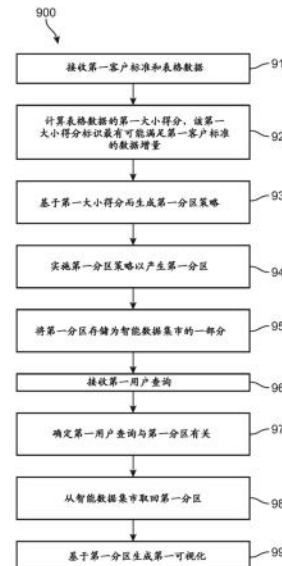 900
接收第一客户标准和表格数据
91
计算表格数据的第一大小得分，该第一
大小得分标识最有可能满足第一客户标准
的数据增量
92
基于第一大小得分而生成第一分区策略
93
实施第一分区策略以产生第一分区
94
将第一分区存储为智能数据集市的一部分
95
接收第一用户查询
96
确定第一用户查询与第一分区有关
97
从智能数据集市取回第一分区
98
基于第一分区生成第一可视化
99